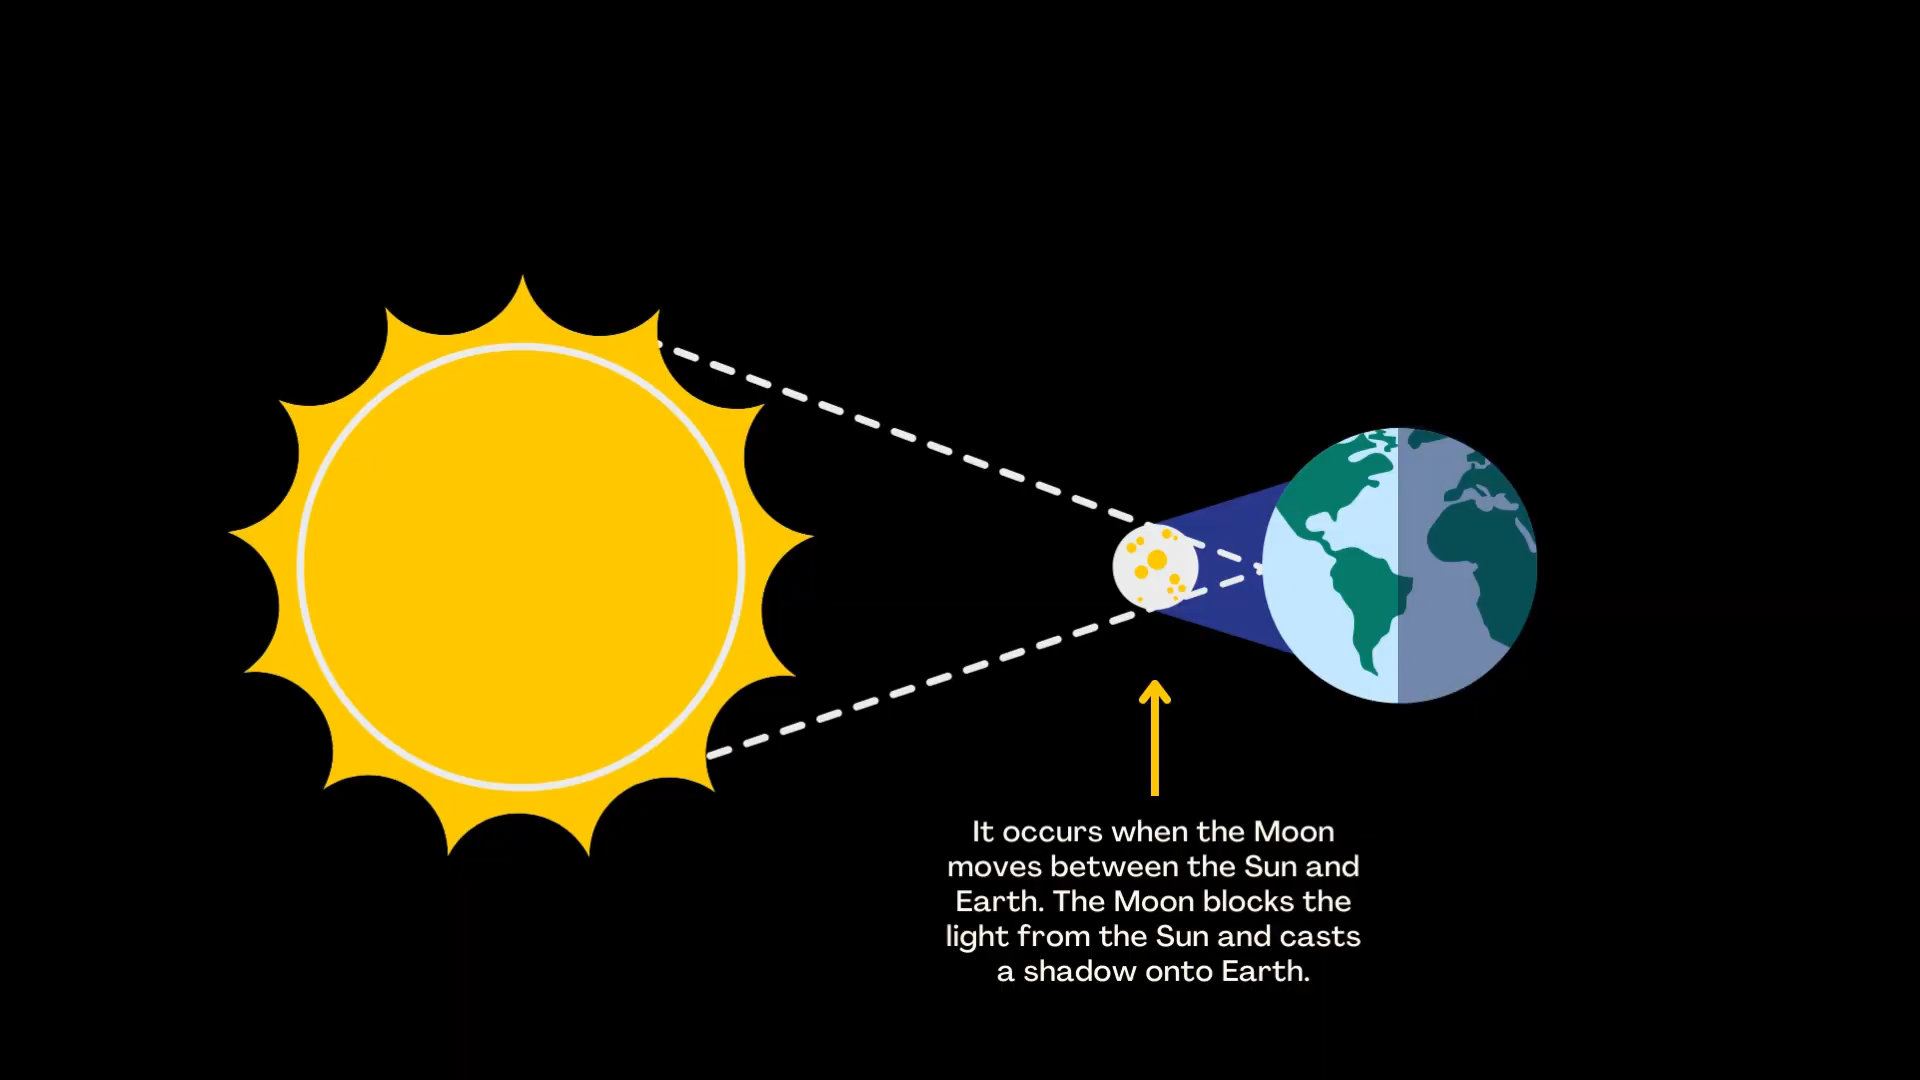 It occurs when the Moon
moves between the Sun and
Earth. The Moon blocks the
light from the Sun and casts
a shadow onto Earth.